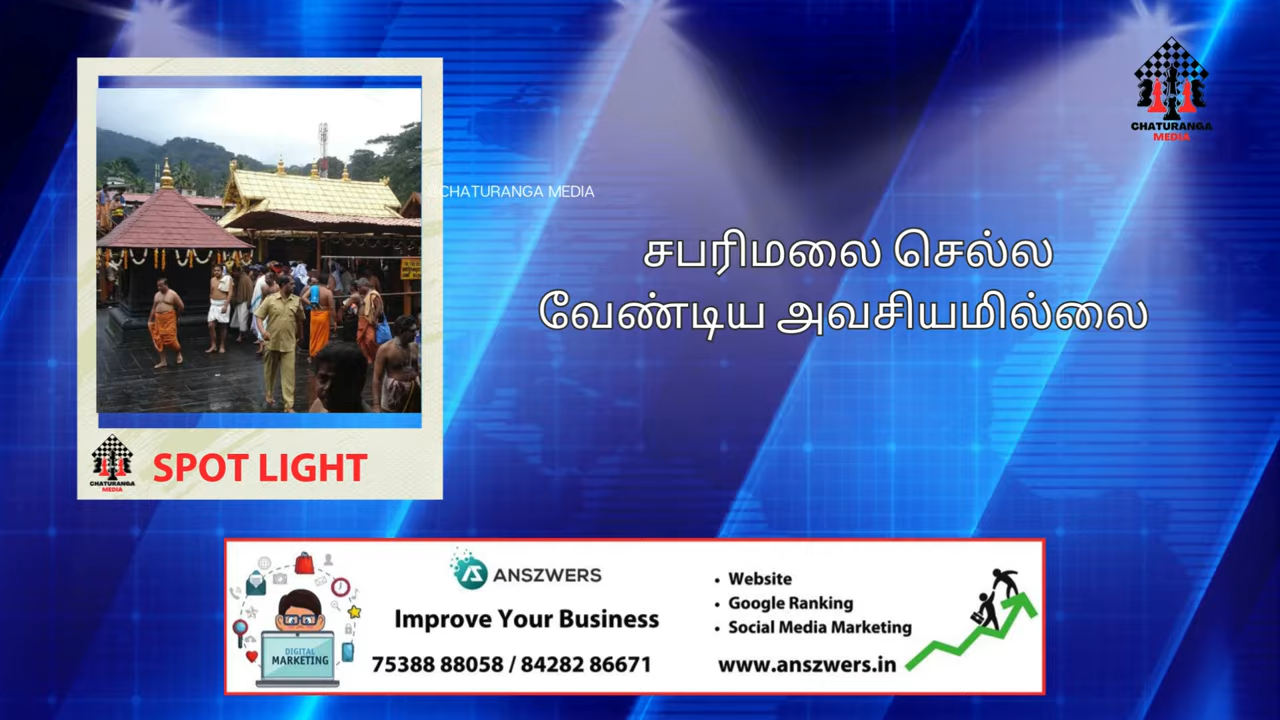 CHATURANGA
MEDIA
©CHATURANGA MEDIA
சபரிமலை செல்ல
வேண்டிய அவசியமில்லை
CHATURANGA
MEDIA
SPOT LIGHT
ANSZWERS
Improve Your Business
75388 88058 / 84282 86671
• Website
• Google Ranking
• Social Media Marketing
www.anszwers.in
DIGITAL
MARKETING